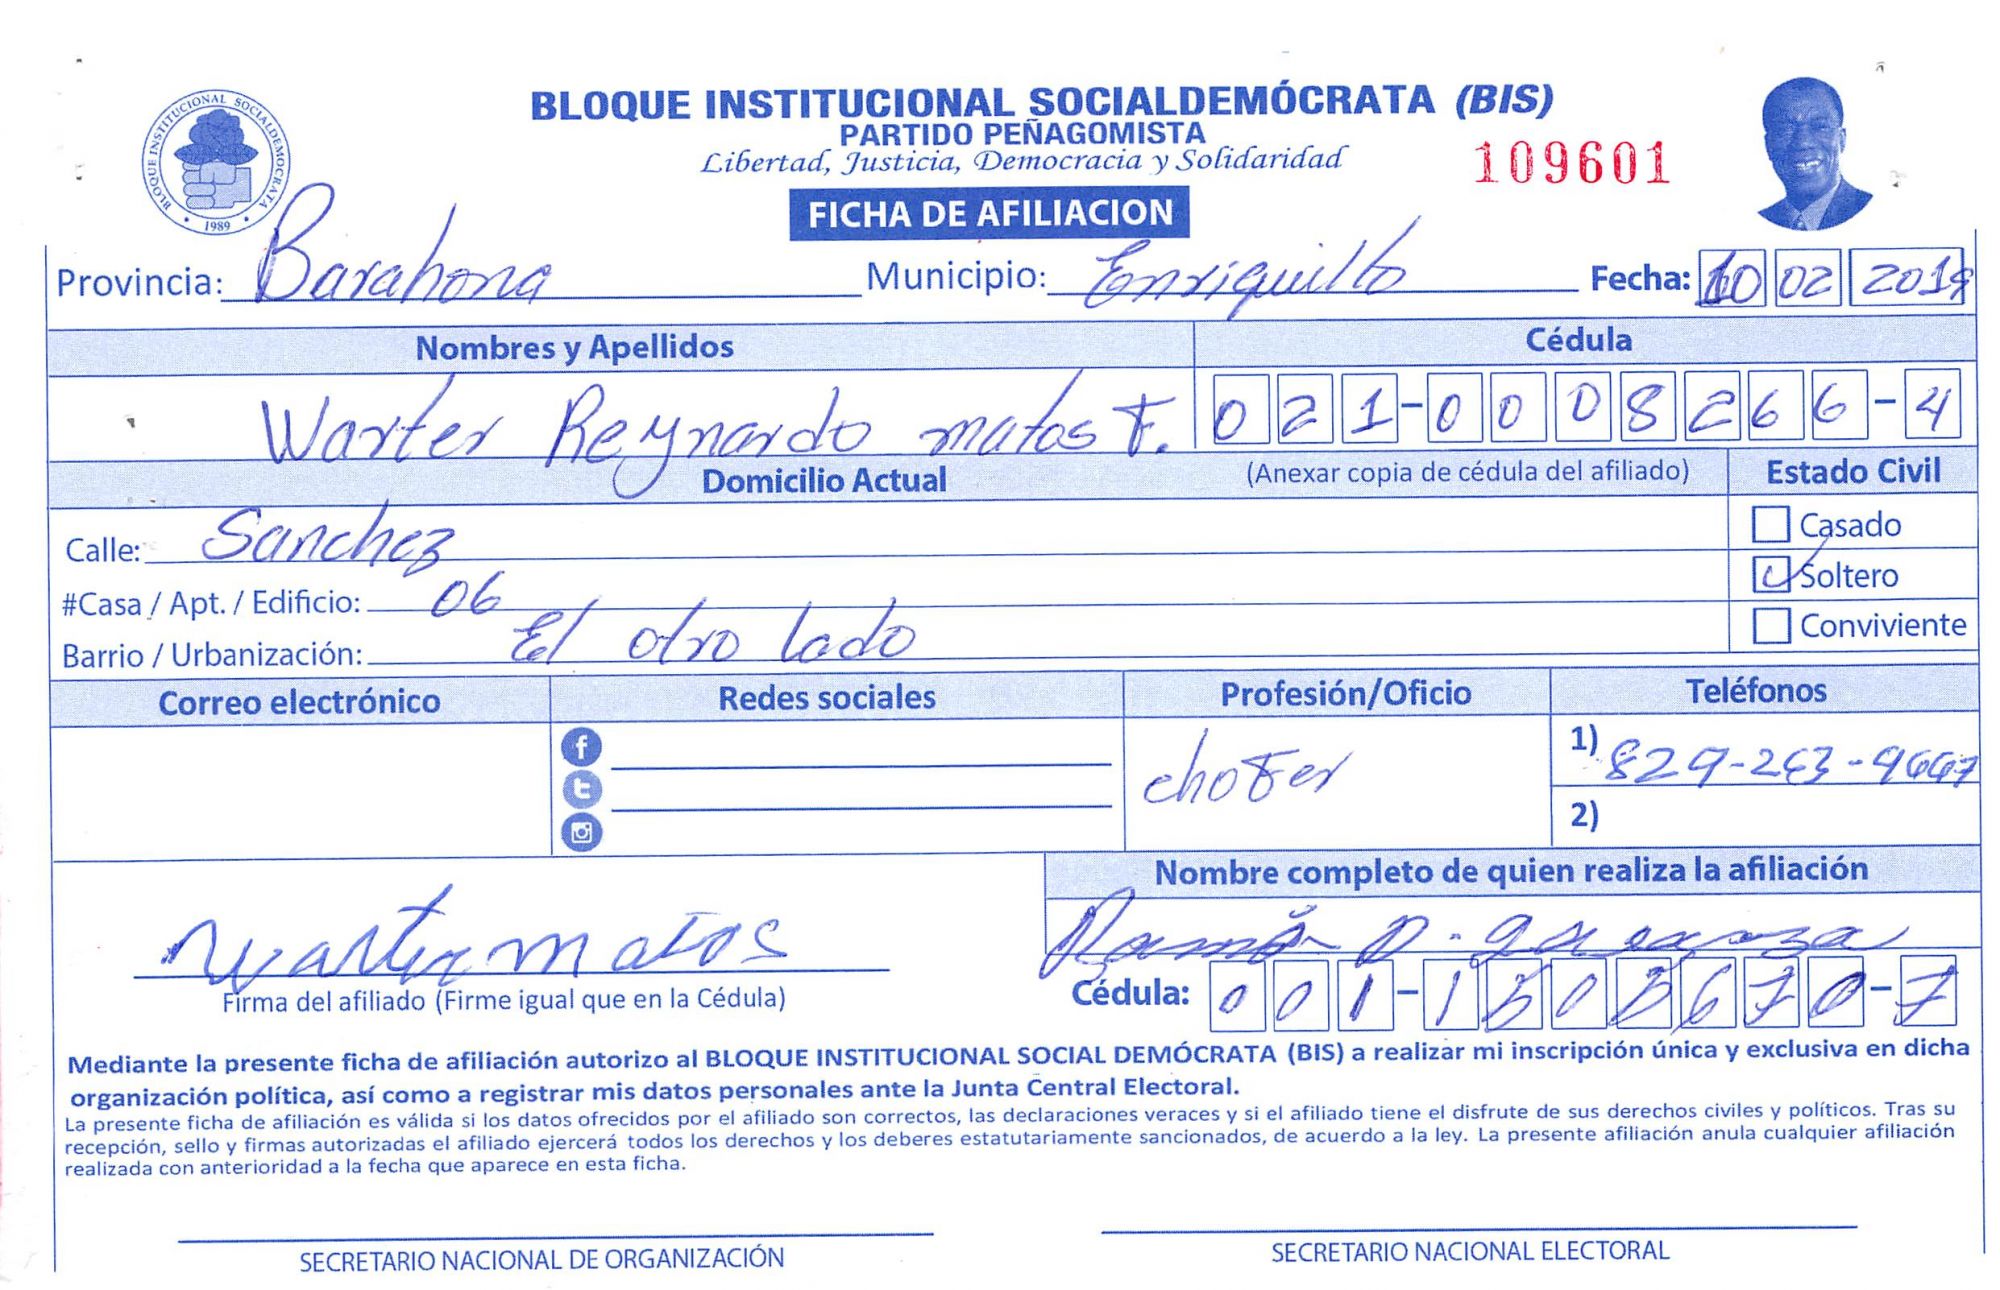 BLOQUE INSTITUCIONAL SOCIALDEMOCRATA
1989
BLOQUE INSTITUCIONAL SOCIALDEMÓCRATA (BIS)
PARTIDO PEÑAGOMISTA
Libertad, Justicia, Democracia y Solidaridad
109601
FICHA DE AFILIACION
Provincia: Barahona Municipio: Enriquillo Fecha: 10 02 2019
Nombres y Apellidos Cédula
Warter Reynardo matos F. 021-0008266-4
Domicilio Actual (Anexar copia de cédula del afiliado) Estado Civil
Calle: Sanchez Casado
#Casa / Apt. / Edificio: 06 Soltero
Barrio / Urbanización: El otro lado Conviviente
Correo electrónico Redes sociales Profesión/Oficio Teléfonos
chofer 1) 829-263-9667
2)
Nombre completo de quien realiza la afiliación
Warter matos Ramón D.
Firma del afiliado (Firme igual que en la Cédula) Cédula: 001-1505670-7
Mediante la presente ficha de afiliación autorizo al BLOQUE INSTITUCIONAL SOCIAL DEMÓCRATA (BIS) a realizar mi inscripción única y exclusiva en dicha
organización política, así como a registrar mis datos personales ante la Junta Central Electoral.
La presente ficha de afiliación es válida si los datos ofrecidos por el afiliado son correctos, las declaraciones veraces y si el afiliado tiene el disfrute de sus derechos civiles y políticos. Tras su
recepción, sello y firmas autorizadas el afiliado ejercerá todos los derechos y los deberes estatutariamente sancionados, de acuerdo a la ley. La presente afiliación anula cualquier afiliación
realizada con anterioridad a la fecha que aparece en esta ficha.
SECRETARIO NACIONAL DE ORGANIZACIÓN SECRETARIO NACIONAL ELECTORAL